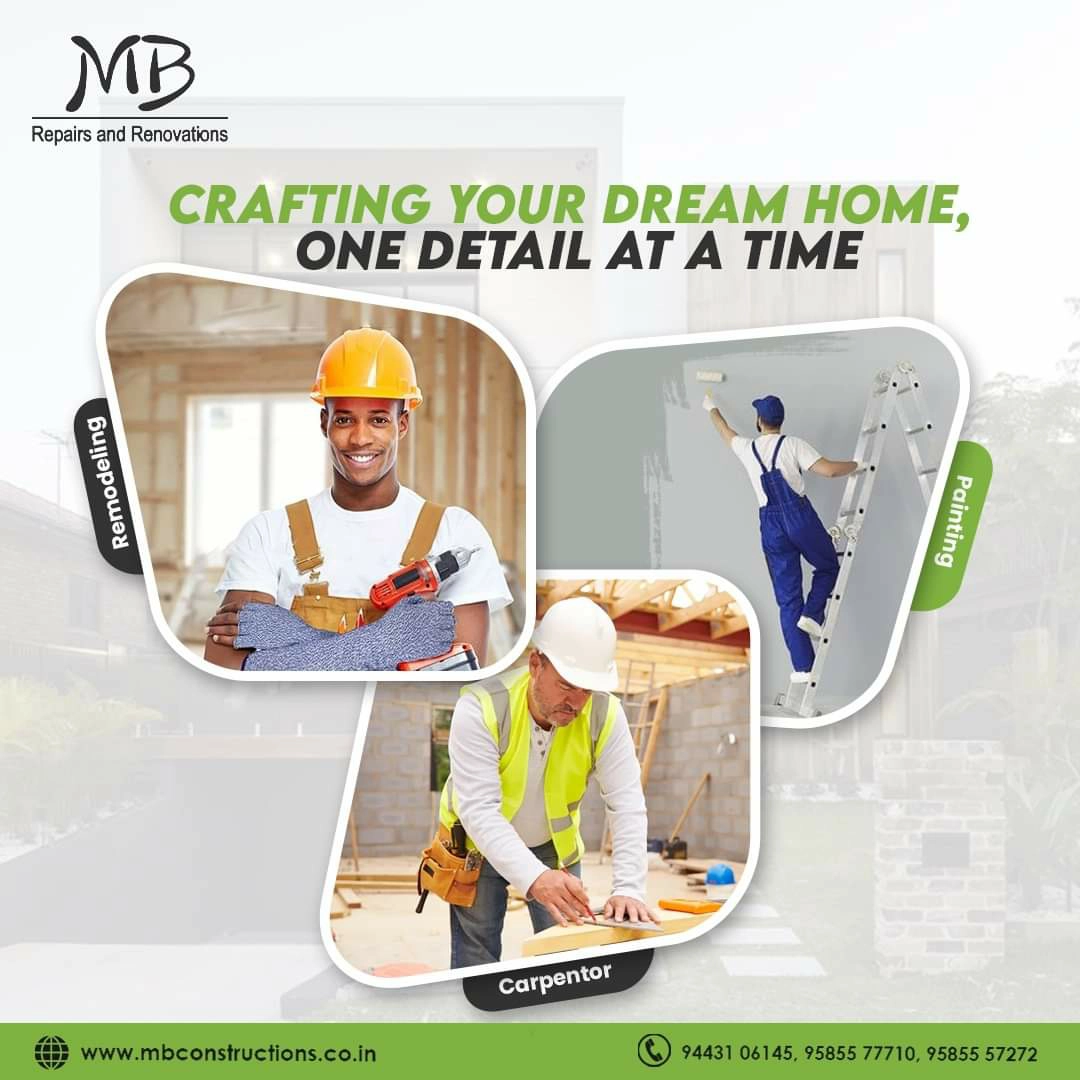 MB
Repairs and Renovations
CRAFTING YOUR DREAM HOME,
ONE DETAIL AT A TIME
Remodeling
Painting
Carpentor
www.mbconstructions.co.in
94431 06145, 95855 77710, 95855 57272